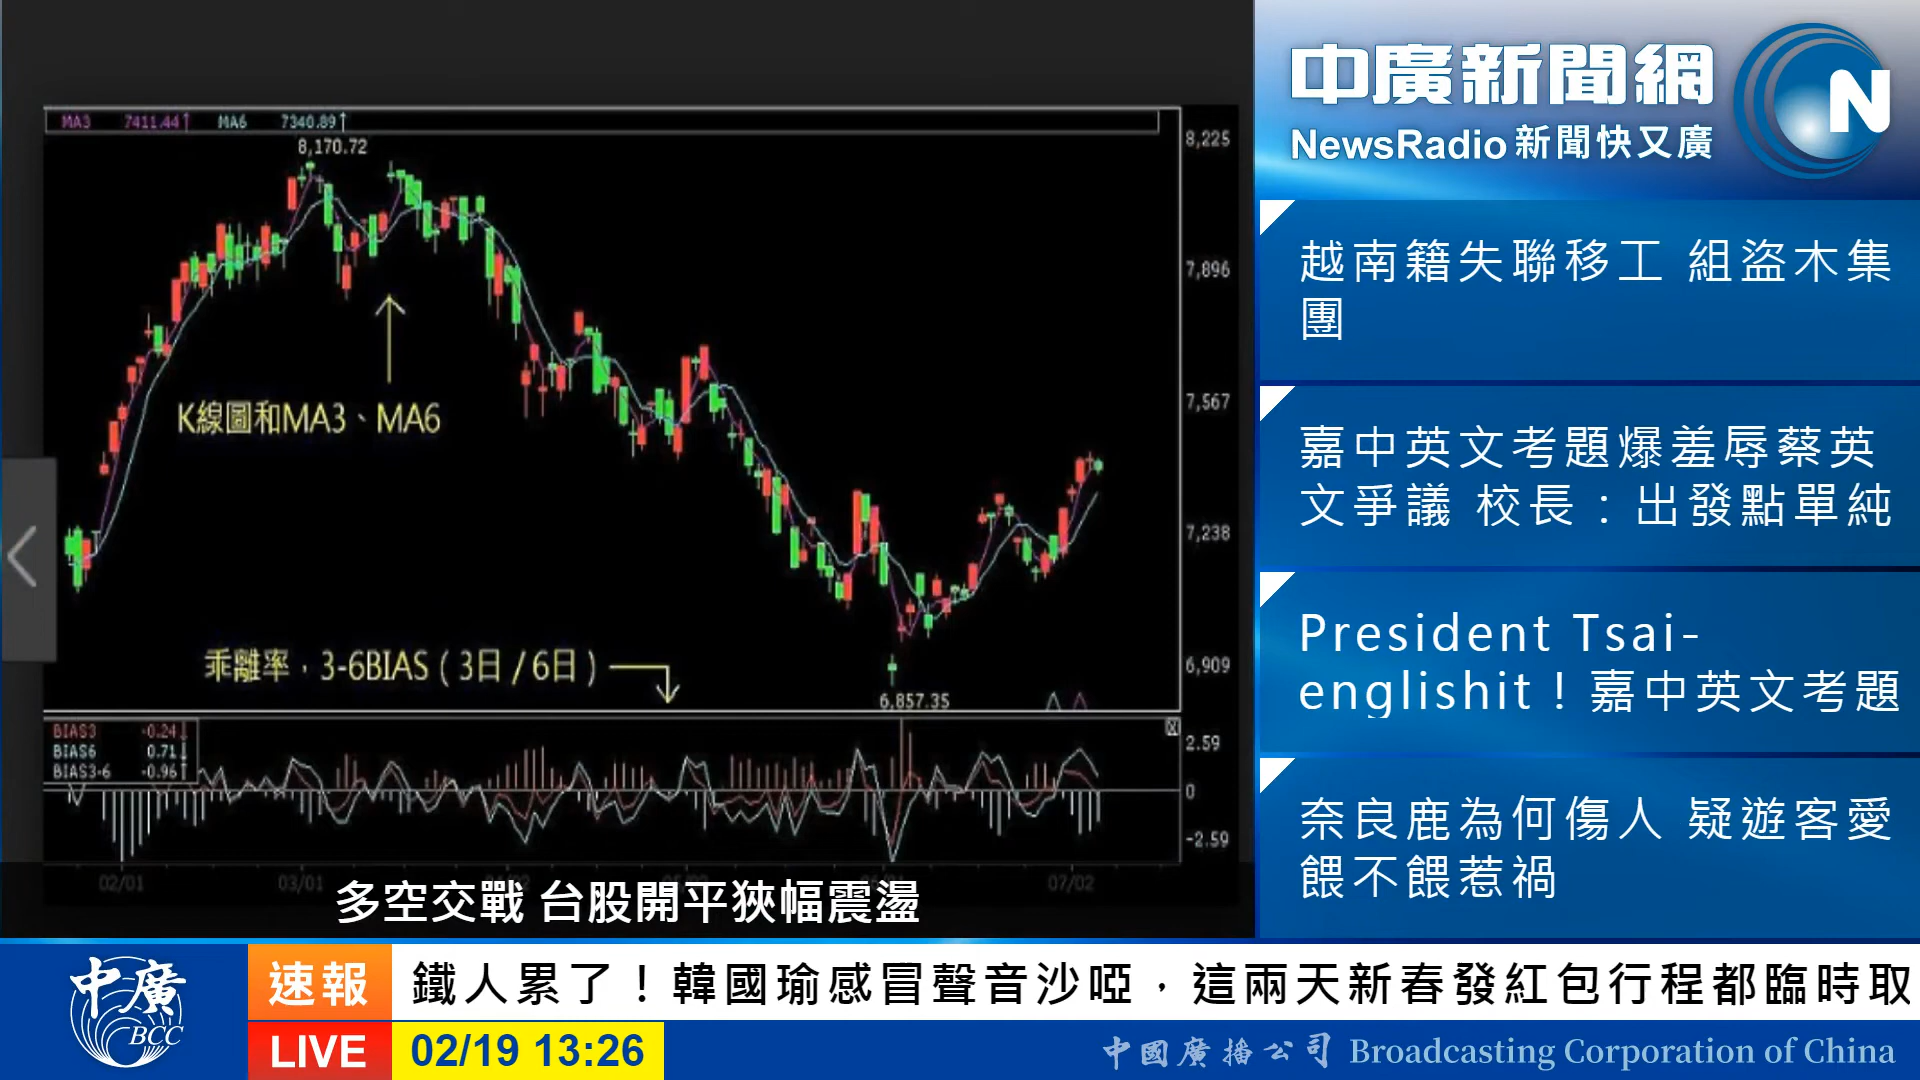 MA3 7411.44↑ MA6 7340.89↑
8,170.72
8,225
7,896
K線圖和MA3、MA6
7,567
7,238
乖離率，3-6BIAS（3日/6日）
6,909
6,857.35
BIAS3 -0.24↓
BIAS6 0.71↓
BIAS3-6 -0.96↑
2.59
0
-2.59
02/01 03/01 07/02
多空交戰 台股開平狹幅震盪
中廣新聞網
NewsRadio 新聞快又廣
N
越南籍失聯移工 組盜木集
團
嘉中英文考題爆羞辱蔡英
文爭議 校長：出發點單純
President Tsai-
englishit！嘉中英文考題
奈良鹿為何傷人 疑遊客愛
餵不餵惹禍
中廣
BCC
速報
鐵人累了！韓國瑜感冒聲音沙啞，這兩天新春發紅包行程都臨時取
LIVE
02/19 13:26
中國廣播公司 Broadcasting Corporation of China